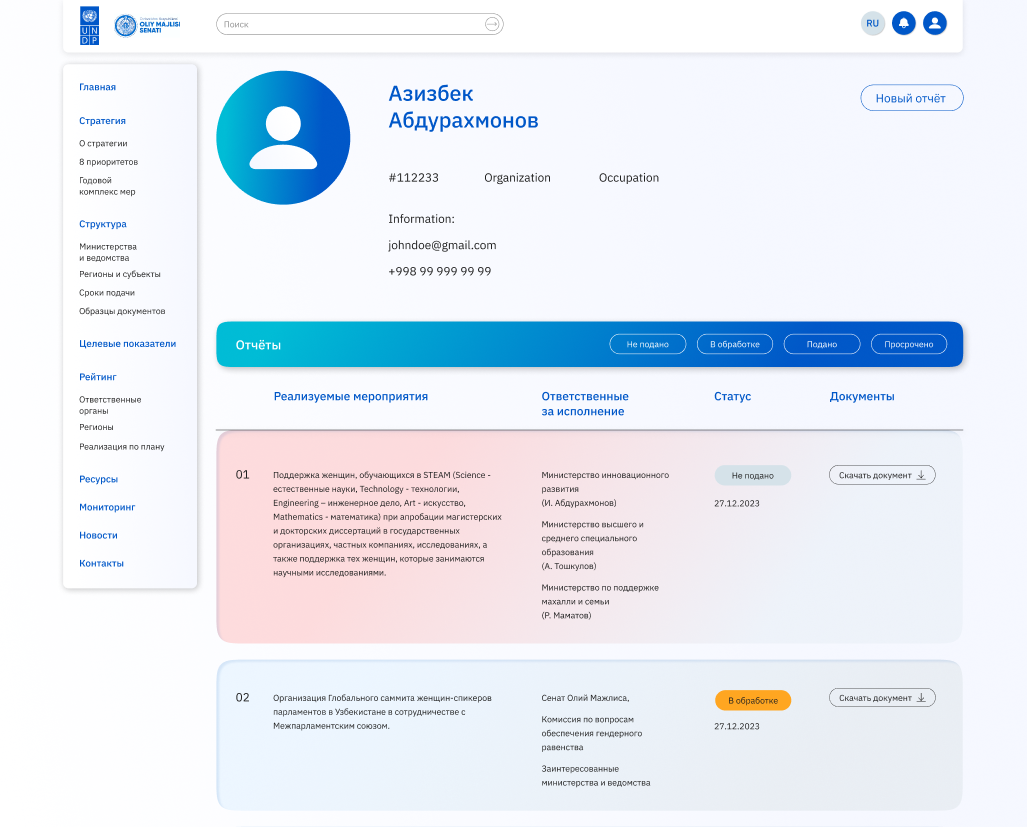 U N
D P
OLIY MAJLISI
SENATI
Поиск
RU
Главная
Стратегия
О стратегии
8 приоритетов
Годовой
комплекс мер
Структура
Министерства
и ведомства
Регионы и субъекты
Сроки подачи
Образцы документов
Целевые показатели
Рейтинг
Ответственные
органы
Регионы
Реализация по плану
Ресурсы
Мониторинг
Новости
Контакты
Азизбек
Абдурахмонов
Новый отчёт
#112233 Organization Occupation
Information:
johndoe@gmail.com
+998 99 999 99 99
Отчёты Не подано В обработке Подано Просрочено
Реализуемые мероприятия
Ответственные
за исполнение
Статус
Документы
01
Поддержка женщин, обучающихся в STEAM (Science -
естественные науки, Technology - технологии,
Engineering – инженерное дело, Art - искусство,
Mathematics - математика) при апробации магистерских
и докторских диссертаций в государственных
организациях, частных компаниях, исследованиях, а
также поддержка тех женщин, которые занимаются
научными исследованиями.
Министерство инновационного
развития
(И. Абдурахмонов)
Министерство высшего и
среднего специального
образования
(А. Тошкулов)
Министерство по поддержке
махалли и семьи
(Р. Маматов)
Не подано
27.12.2023
Скачать документ
02
Организация Глобального саммита женщин-спикеров
парламентов в Узбекистане в сотрудничестве с
Межпарламентским союзом.
Сенат Олий Мажлиса,
Комиссия по вопросам
обеспечения гендерного
равенства
Заинтересованные
министерства и ведомства
В обработке
27.12.2023
Скачать документ